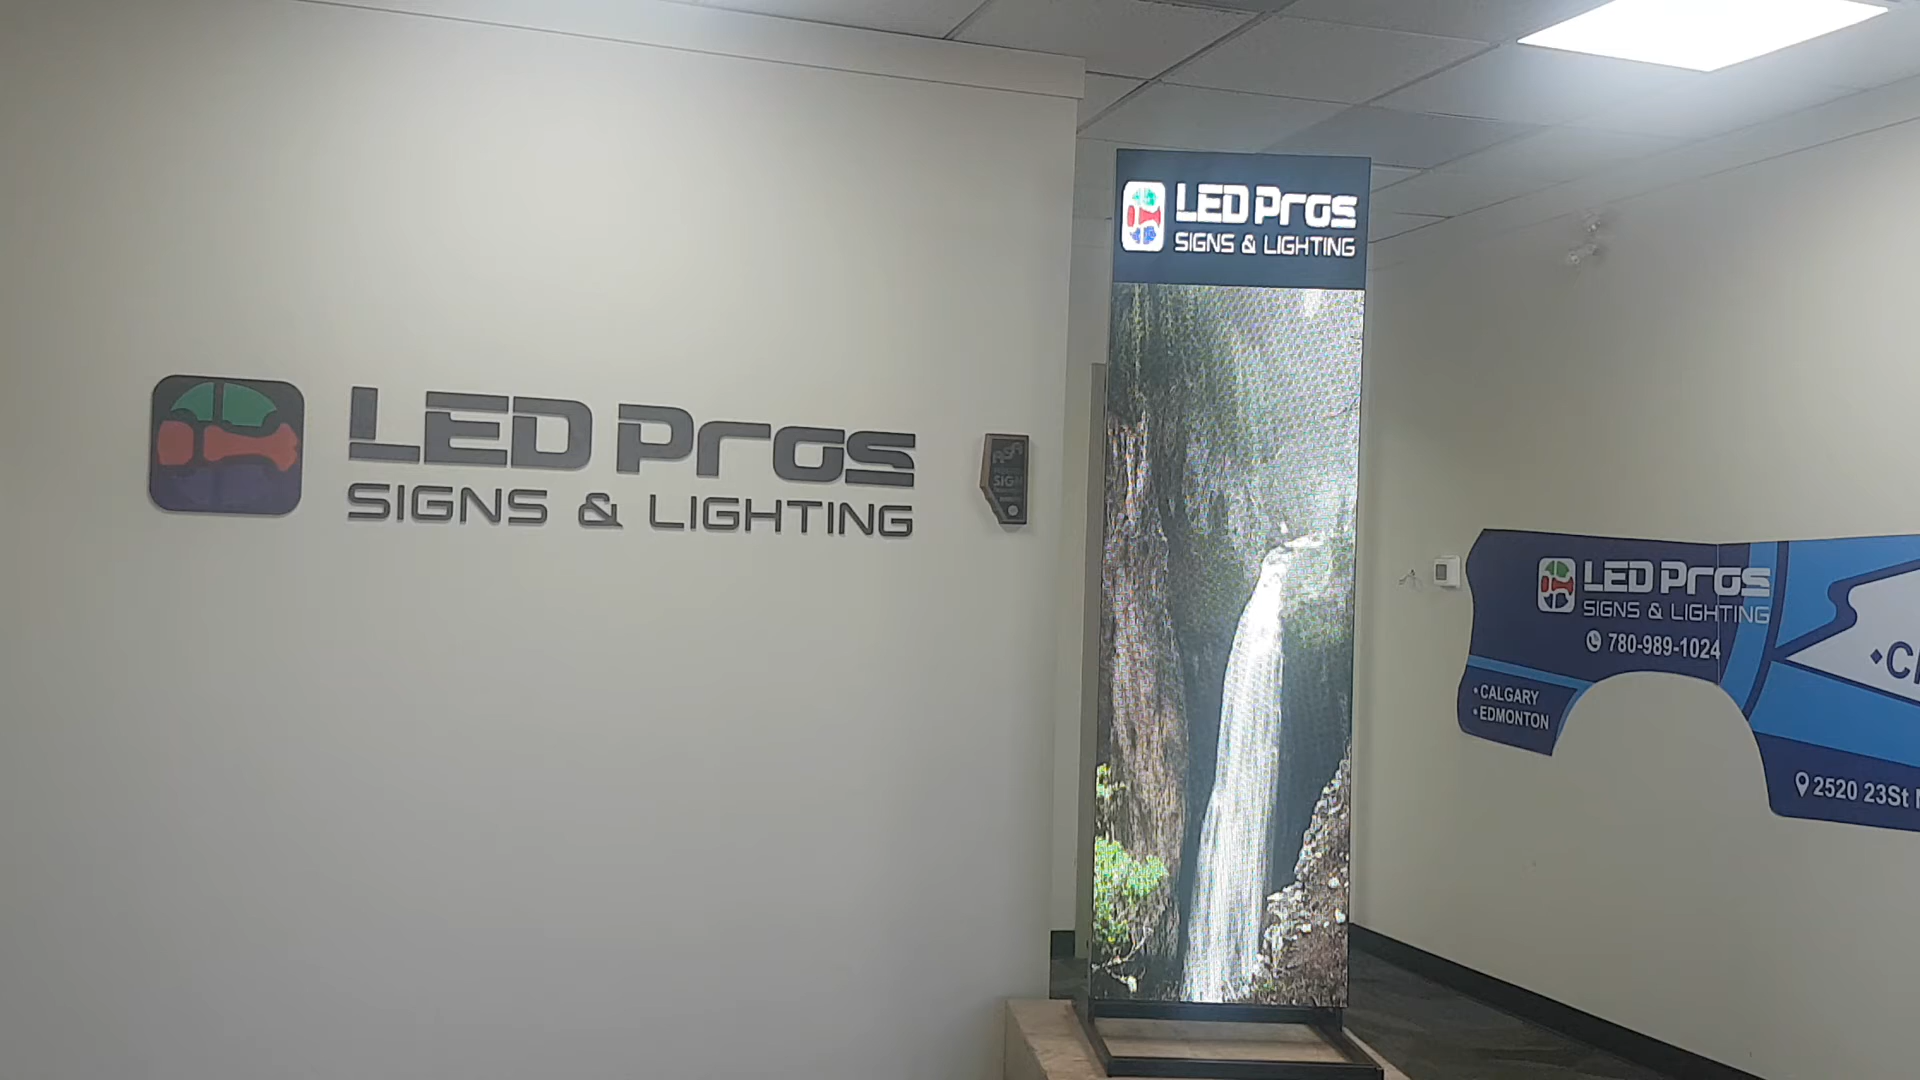 LED Pros
SIGNS & LIGHTING
SIGN
LED Pros
SIGNS & LIGHTING
LED Pros
SIGNS & LIGHTING
780-989-1024
•CALGARY
•EDMONTON
2520 23St